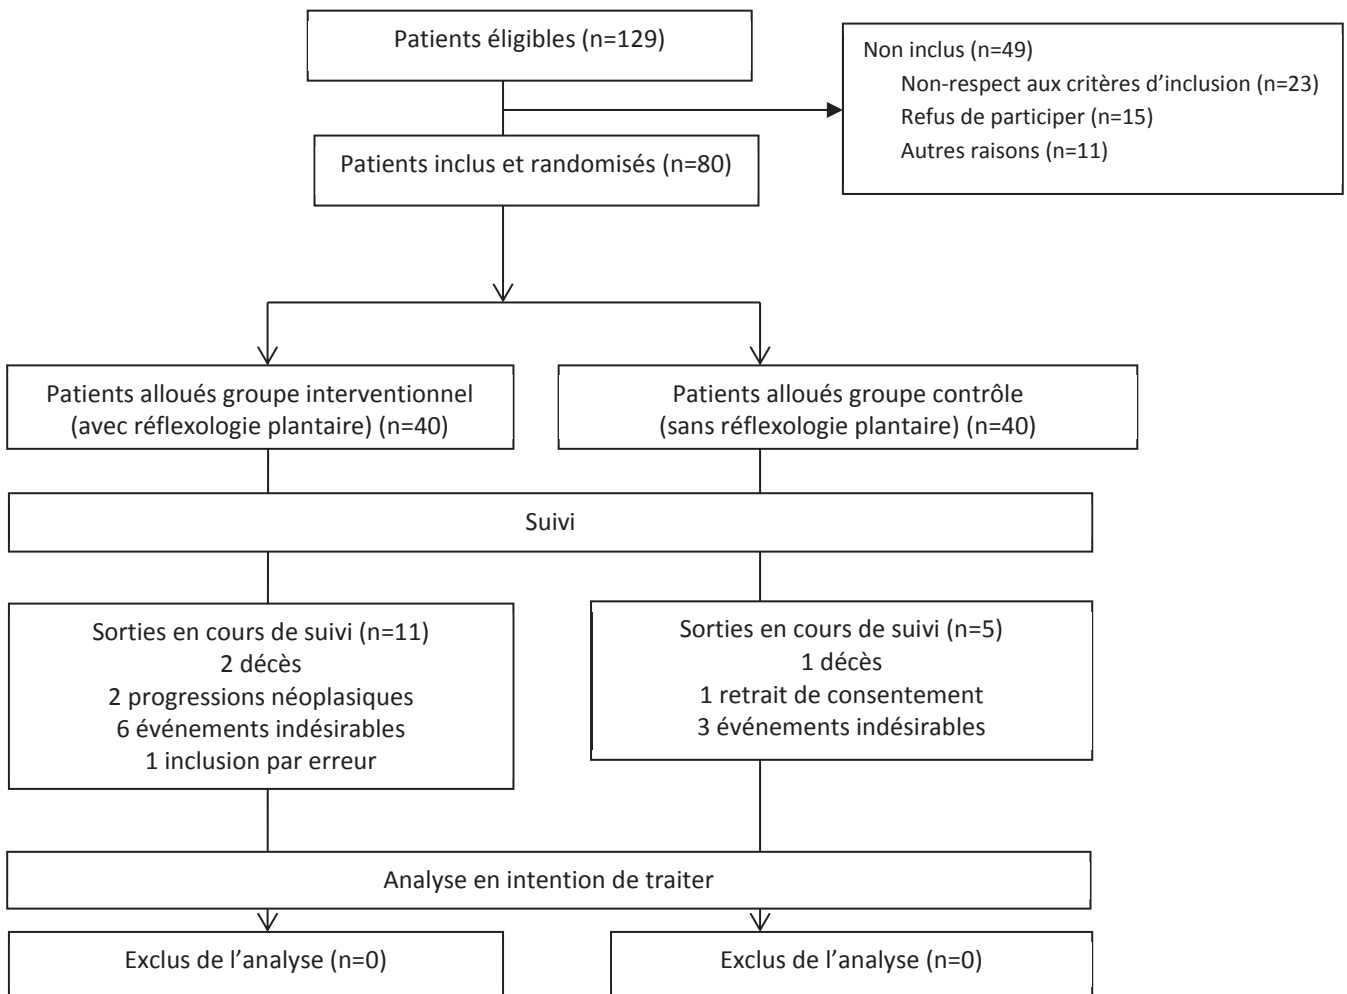 Patients éligibles (n=129)
Non inclus (n=49)
Non-respect aux critères d’inclusion (n=23)
Refus de participer (n=15)
Autres raisons (n=11)
Patients inclus et randomisés (n=80)
Patients alloués groupe interventionnel
(avec réflexologie plantaire) (n=40)
Patients alloués groupe contrôle
(sans réflexologie plantaire) (n=40)
Suivi
Sorties en cours de suivi (n=11)
2 décès
2 progressions néoplasiques
6 événements indésirables
1 inclusion par erreur
Sorties en cours de suivi (n=5)
1 décès
1 retrait de consentement
3 événements indésirables
Analyse en intention de traiter
Exclus de l’analyse (n=0)
Exclus de l’analyse (n=0)